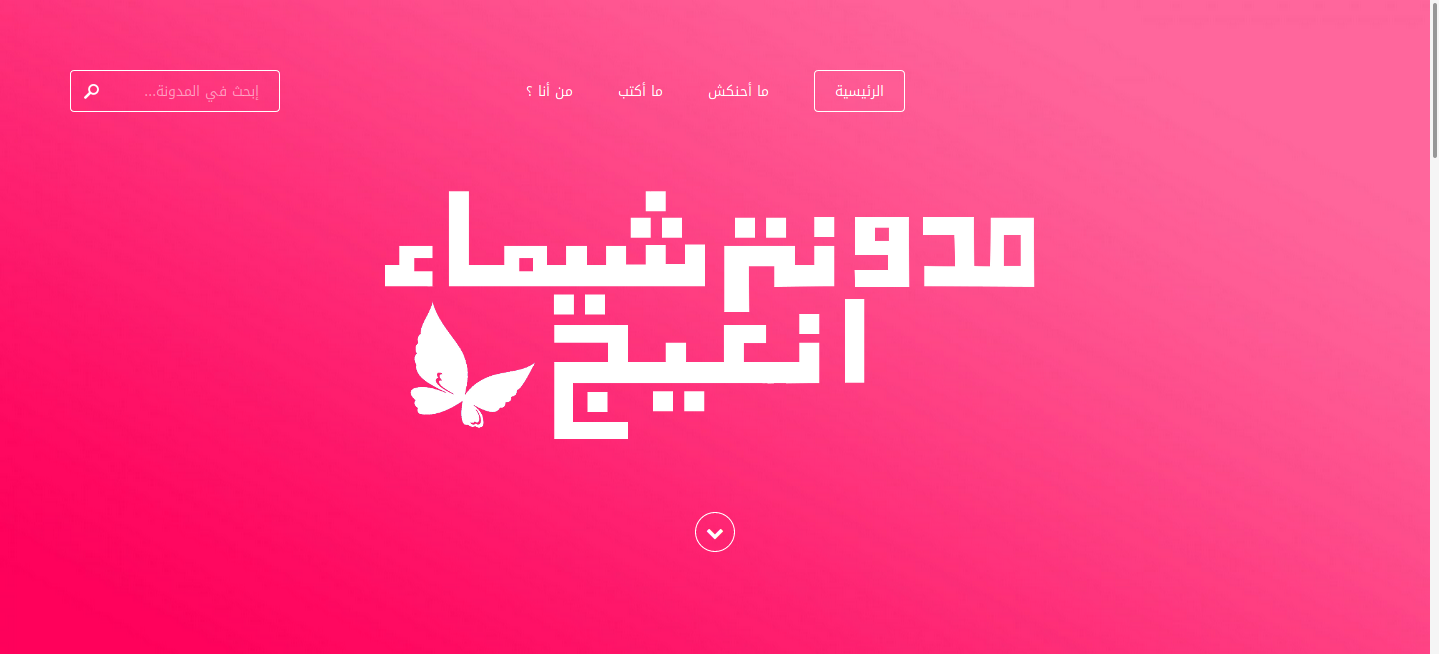 الرئيسية
ما أحنكش
ما أكتب
من أنا ؟
إبحث في المدونة...
مدونة شيماء
انعيج